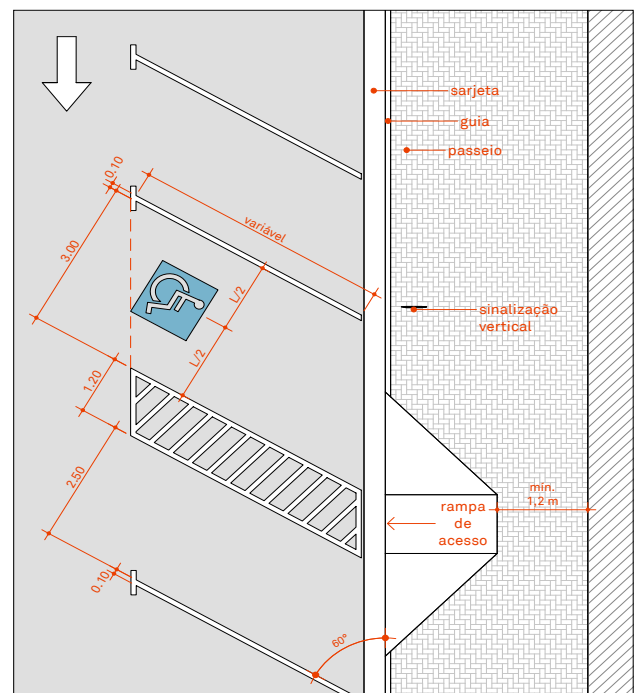 sarjeta
guia
passeio
0.10
variável
3.00
L/2
L/2
sinalização
vertical
1.20
2.50
mín.
1,2 m
rampa
de
acesso
0.10
60°